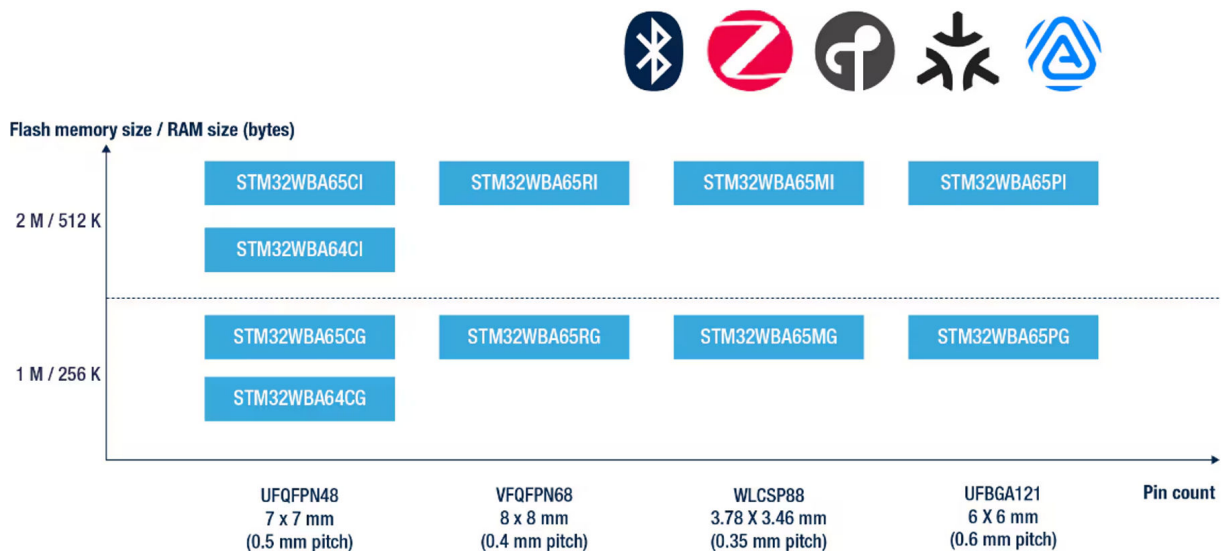 Flash memory size / RAM size (bytes)
2 M / 512 K
STM32WBA65CI
STM32WBA65RI
STM32WBA65MI
STM32WBA65PI
STM32WBA64CI
1 M / 256 K
STM32WBA65CG
STM32WBA65RG
STM32WBA65MG
STM32WBA65PG
STM32WBA64CG
UFQFPN48
7 x 7 mm
(0.5 mm pitch)
VFQFPN68
8 x 8 mm
(0.4 mm pitch)
WLCSP88
3.78 X 3.46 mm
(0.35 mm pitch)
UFBGA121
6 X 6 mm
(0.6 mm pitch)
Pin count